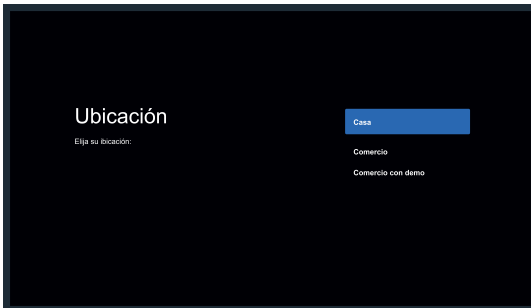 Ubicación
Elija su ibicación:
Casa
Comercio
Comercio con demo